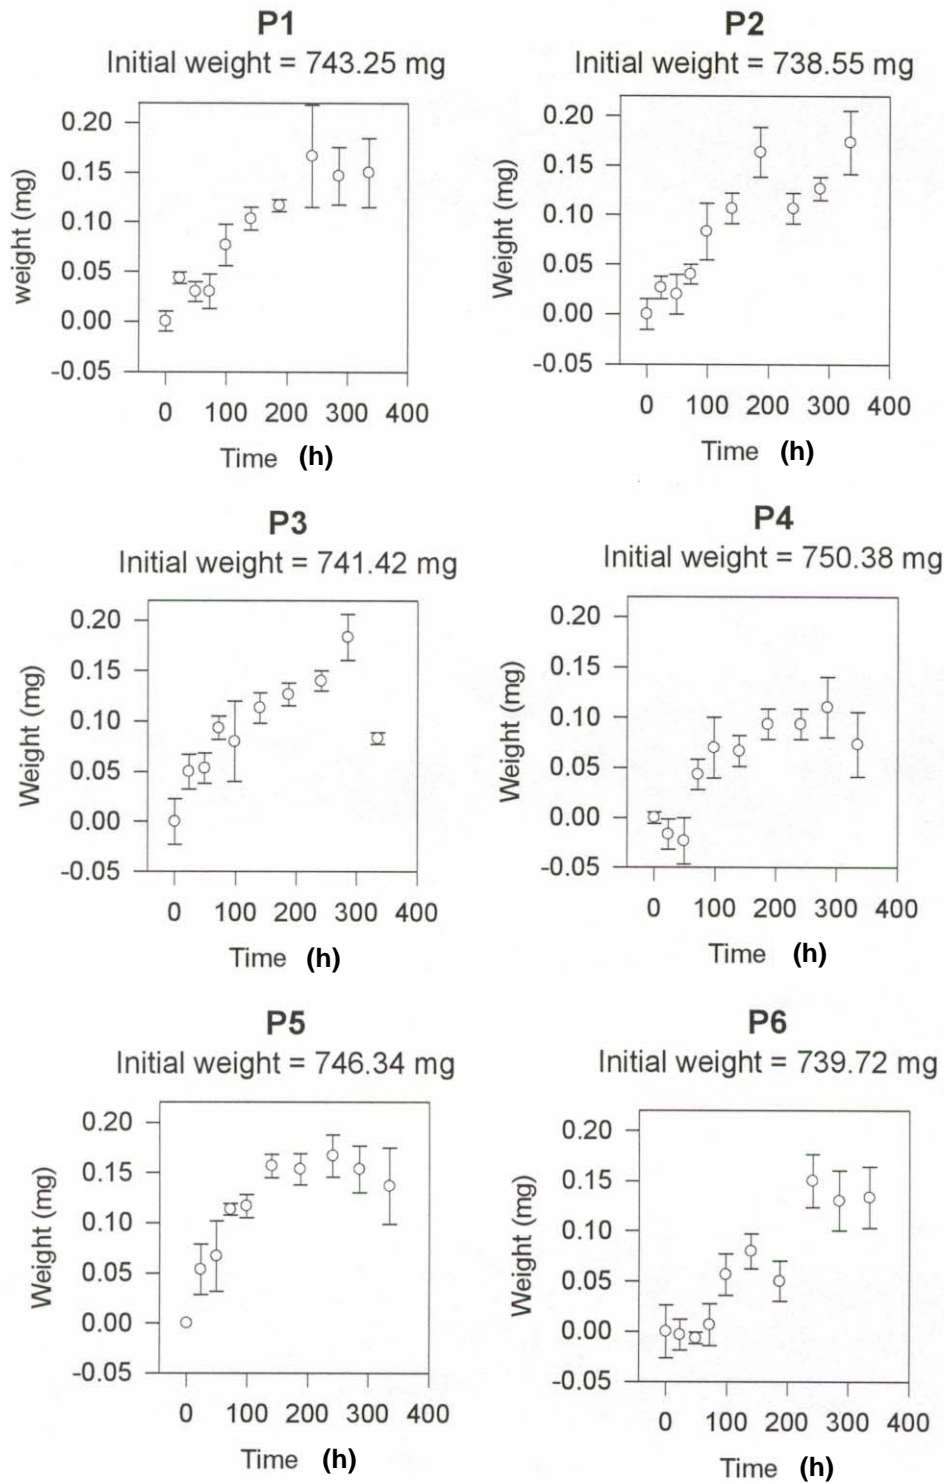 P1
Initial weight = 743.25 mg
weight (mg)
0.20
0.15
0.10
0.05
0.00
-0.05
0 100 200 300 400
Time (h)
P2
Initial weight = 738.55 mg
Weight (mg)
0.20
0.15
0.10
0.05
0.00
-0.05
0 100 200 300 400
Time (h)
P3
Initial weight = 741.42 mg
Weight (mg)
0.20
0.15
0.10
0.05
0.00
-0.05
0 100 200 300 400
Time (h)
P4
Initial weight = 750.38 mg
Weight (mg)
0.20
0.15
0.10
0.05
0.00
-0.05
0 100 200 300 400
Time (h)
P5
Initial weight = 746.34 mg
Weight (mg)
0.20
0.15
0.10
0.05
0.00
-0.05
0 100 200 300 400
Time (h)
P6
Initial weight = 739.72 mg
Weight (mg)
0.20
0.15
0.10
0.05
0.00
-0.05
0 100 200 300 400
Time (h)